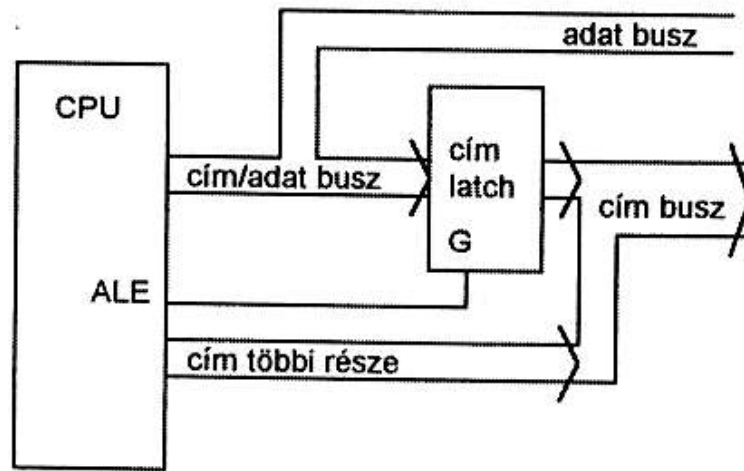 adat busz
CPU
cím/adat busz
cím
latch
G
cím busz
ALE
cím többi része